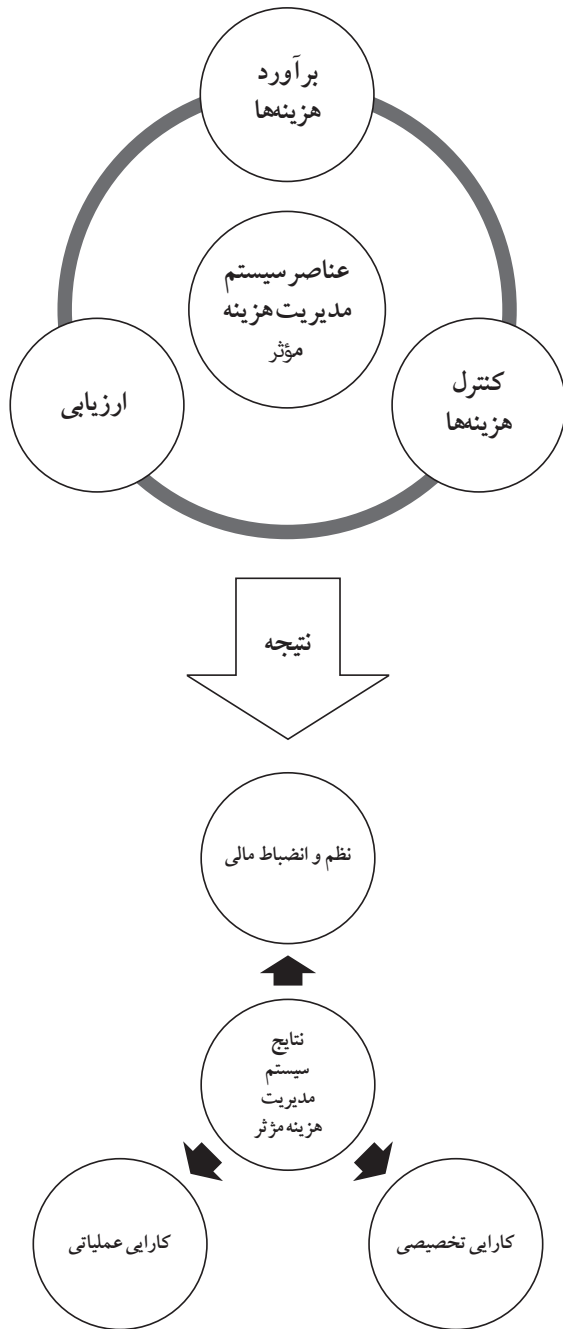 برآورد
هزینه‌ها
عناصر سیستم
مدیریت هزینه
مؤثر
کنترل
هزینه‌ها
ارزیابی
نتیجه
نظم و انضباط مالی
نتایج
سیستم
مدیریت
هزینه مژثر
کارایی تخصیصی
کارایی عملیاتی